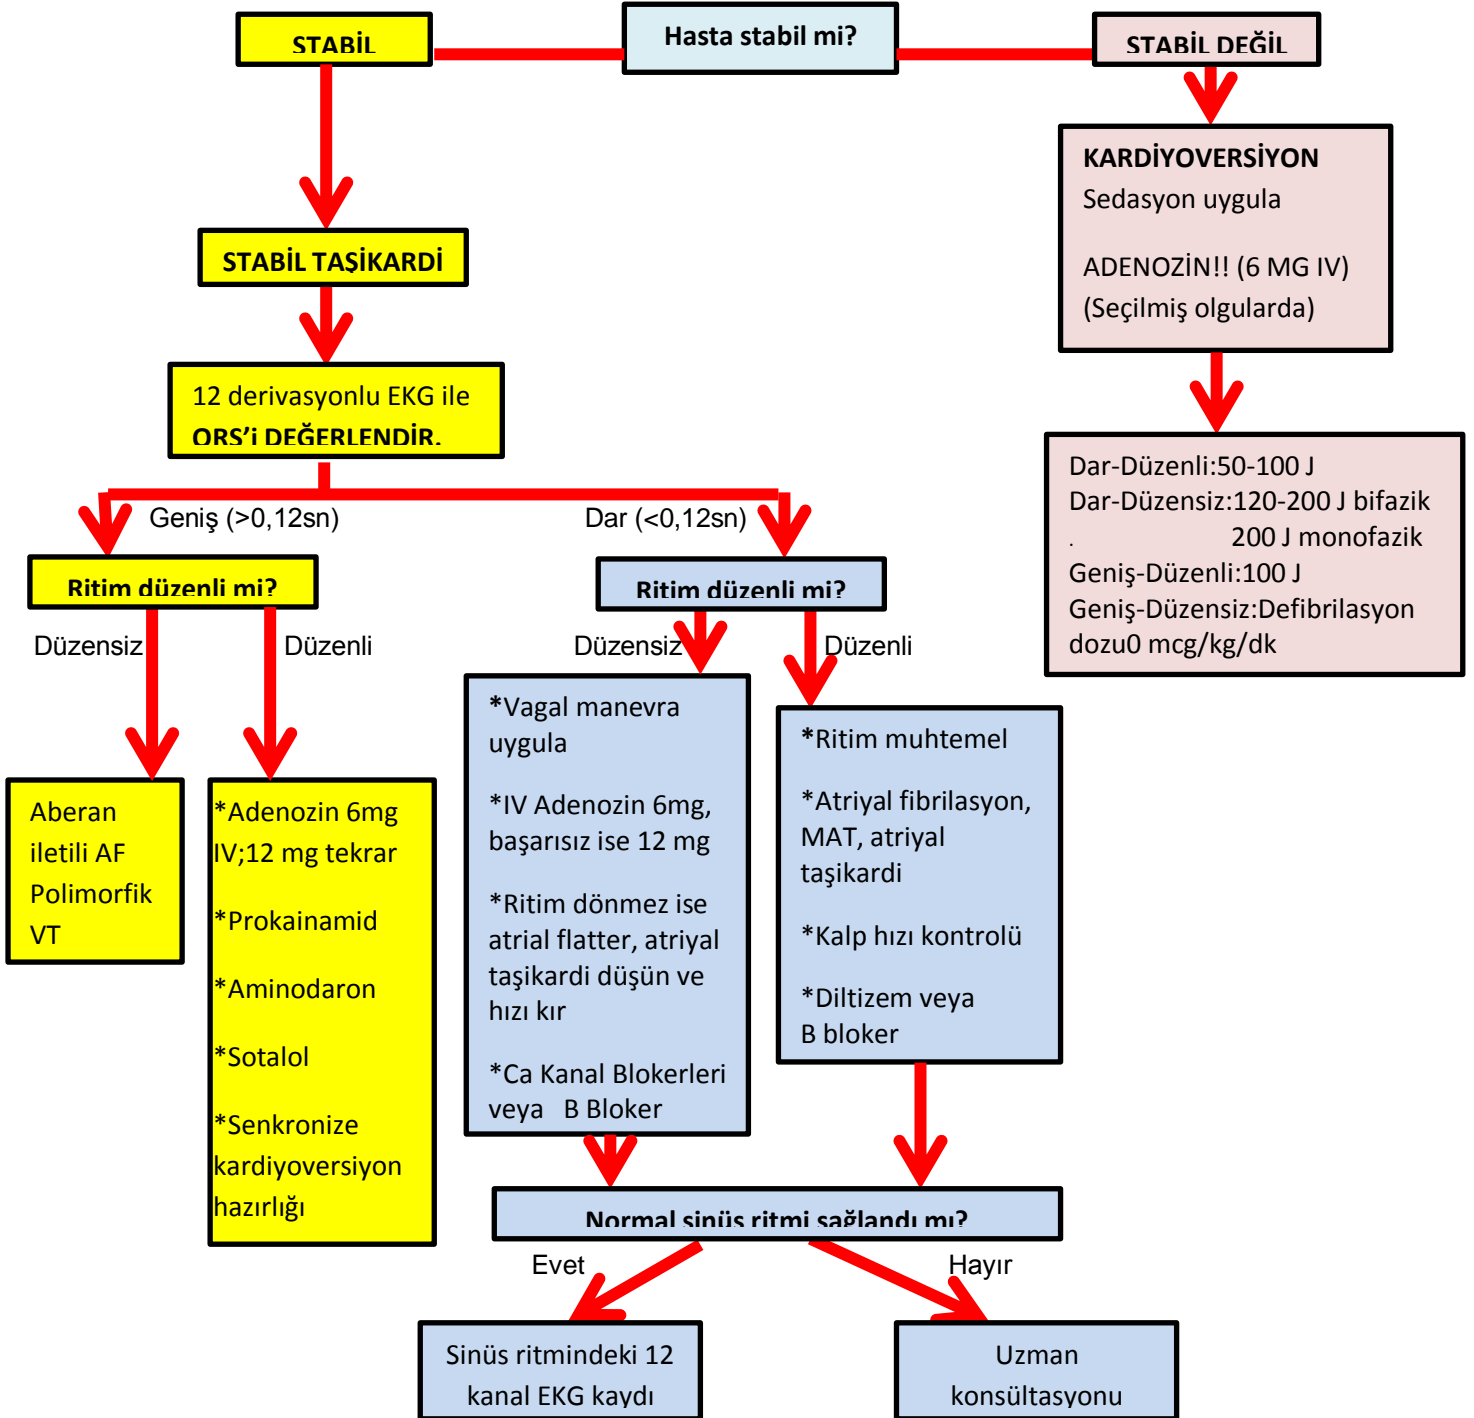 Hasta stabil mi?
STABİL
STABİL DEĞİL
KARDİYOVERSİYON
Sedasyon uygula
ADENOZİN!! (6 MG IV)
(Seçilmiş olgularda)
STABİL TAŞİKARDİ
12 derivasyonlu EKG ile
QRS’i DEĞERLENDİR.
Dar-Düzenli:50-100 J
Dar-Düzensiz:120-200 J bifazik
. 200 J monofazik
Geniş-Düzenli:100 J
Geniş-Düzensiz:Defibrilasyon
dozu0 mcg/kg/dk
Geniş (>0,12sn)
Dar (<0,12sn)
Ritim düzenli mi?
Ritim düzenli mi?
Düzensiz
Düzenli
Düzensiz
Düzenli
Aberan
iletili AF
Polimorfik
VT
*Adenozin 6mg
IV;12 mg tekrar
*Prokainamid
*Aminodaron
*Sotalol
*Senkronize
kardiyoversiyon
hazırlığı
*Vagal manevra
uygula
*IV Adenozin 6mg,
başarısız ise 12 mg
*Ritim dönmez ise
atrial flatter, atriyal
taşikardi düşün ve
hızı kır
*Ca Kanal Blokerleri
veya B Bloker
*Ritim muhtemel
*Atriyal fibrilasyon,
MAT, atriyal
taşikardi
*Kalp hızı kontrolü
*Diltizem veya
B bloker
Normal sinüs ritmi sağlandı mı?
Evet
Hayır
Sinüs ritmindeki 12
kanal EKG kaydı
Uzman
konsültasyonu